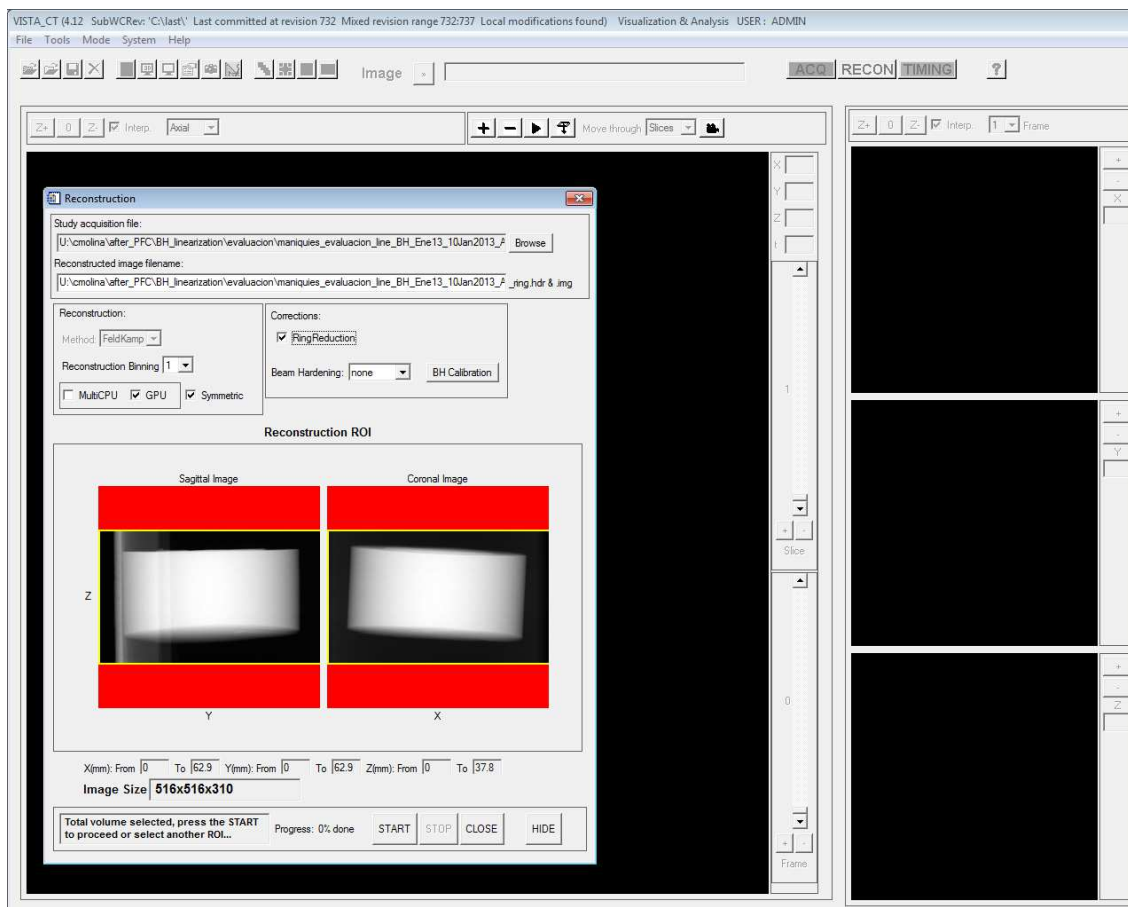 VISTA_CT (4.12 SubWCRev: 'C:\last\' Last committed at revision 732 Mixed revision range 732:737 Local modifications found) Visualization & Analysis USER : ADMIN
File Tools Mode System Help
Image ACQ RECON TIMING ?
Z+ 0 Z- Interp. Axial + - Move through Slices
Z+ 0 Z- Interp. 1 Frame
X
Y
Z
Reconstruction
Study acquisition file:
U:\cmolina\after_PFC\BH_linearization\evaluacion\maniquies_evaluacion_line_BH_Ene13_10Jan2013_A Browse
Reconstructed image filename:
U:\cmolina\after_PFC\BH_linearization\evaluacion\maniquies_evaluacion_line_BH_Ene13_10Jan2013_A _ring.hdr & .img
Reconstruction:
Method: FeldKamp
Reconstruction Binning 1
MultiCPU GPU Symmetric
Corrections:
RingReduction
Beam Hardening: none BH Calibration
Reconstruction ROI
Sagittal Image Coronal Image
Z
Y X
X(mm): From 0 To 62.9 Y(mm): From 0 To 62.9 Z(mm): From 0 To 37.8
Image Size 516x516x310
Total volume selected, press the START
to proceed or select another ROI...
Progress: 0% done START STOP CLOSE HIDE
1
+ -
Slice
0
+ -
Frame
+
-
X
+
-
Y
+
-
Z